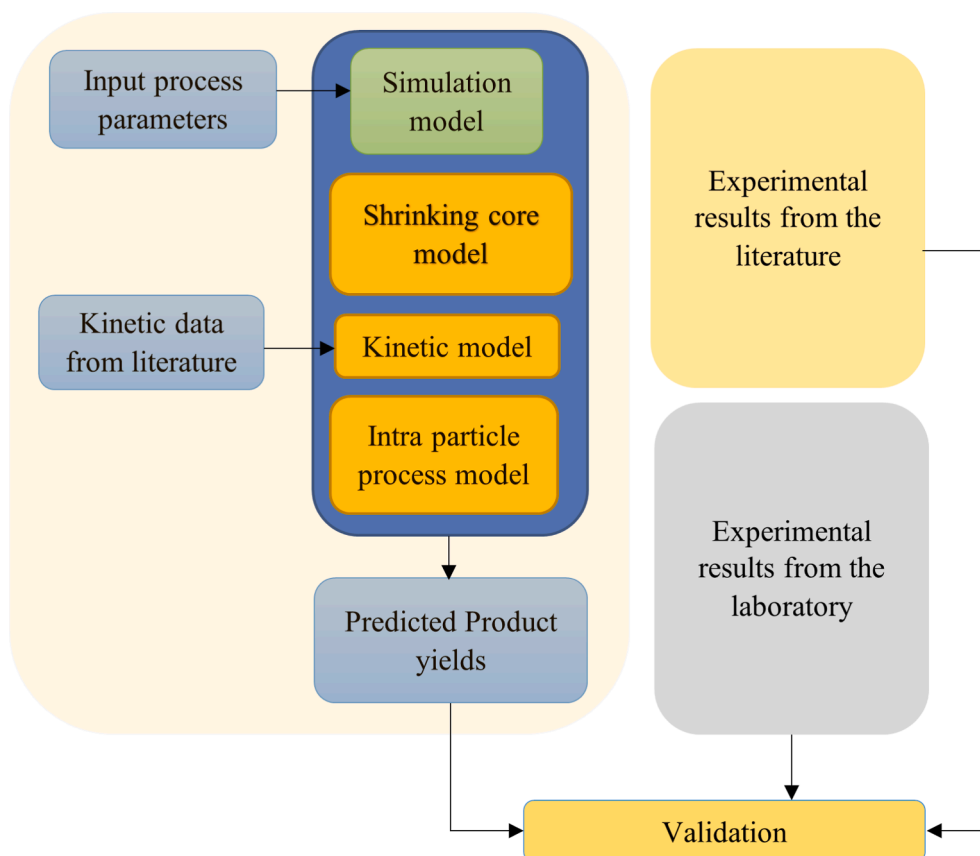 Input process
parameters
Simulation
model
Shrinking core
model
Kinetic data
from literature
Kinetic model
Intra particle
process model
Predicted Product
yields
Experimental
results from the
literature
Experimental
results from the
laboratory
Validation